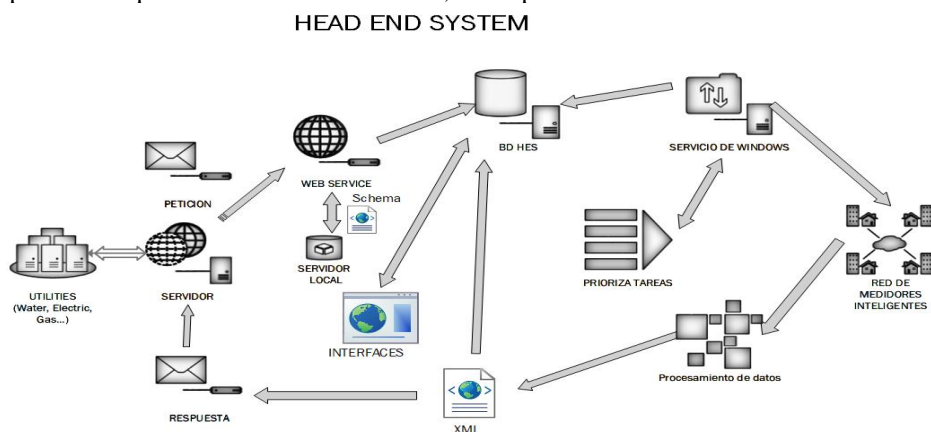 HEAD END SYSTEM
BD HES
SERVICIO DE WINDOWS
PETICION
WEB SERVICE
Schema
SERVIDOR
LOCAL
PRIORIZA TAREAS
RED DE
MEDIDORES
INTELIGENTES
UTILITIES
(Water, Electric,
Gas...)
SERVIDOR
INTERFACES
Procesamiento de datos
RESPUESTA
XML